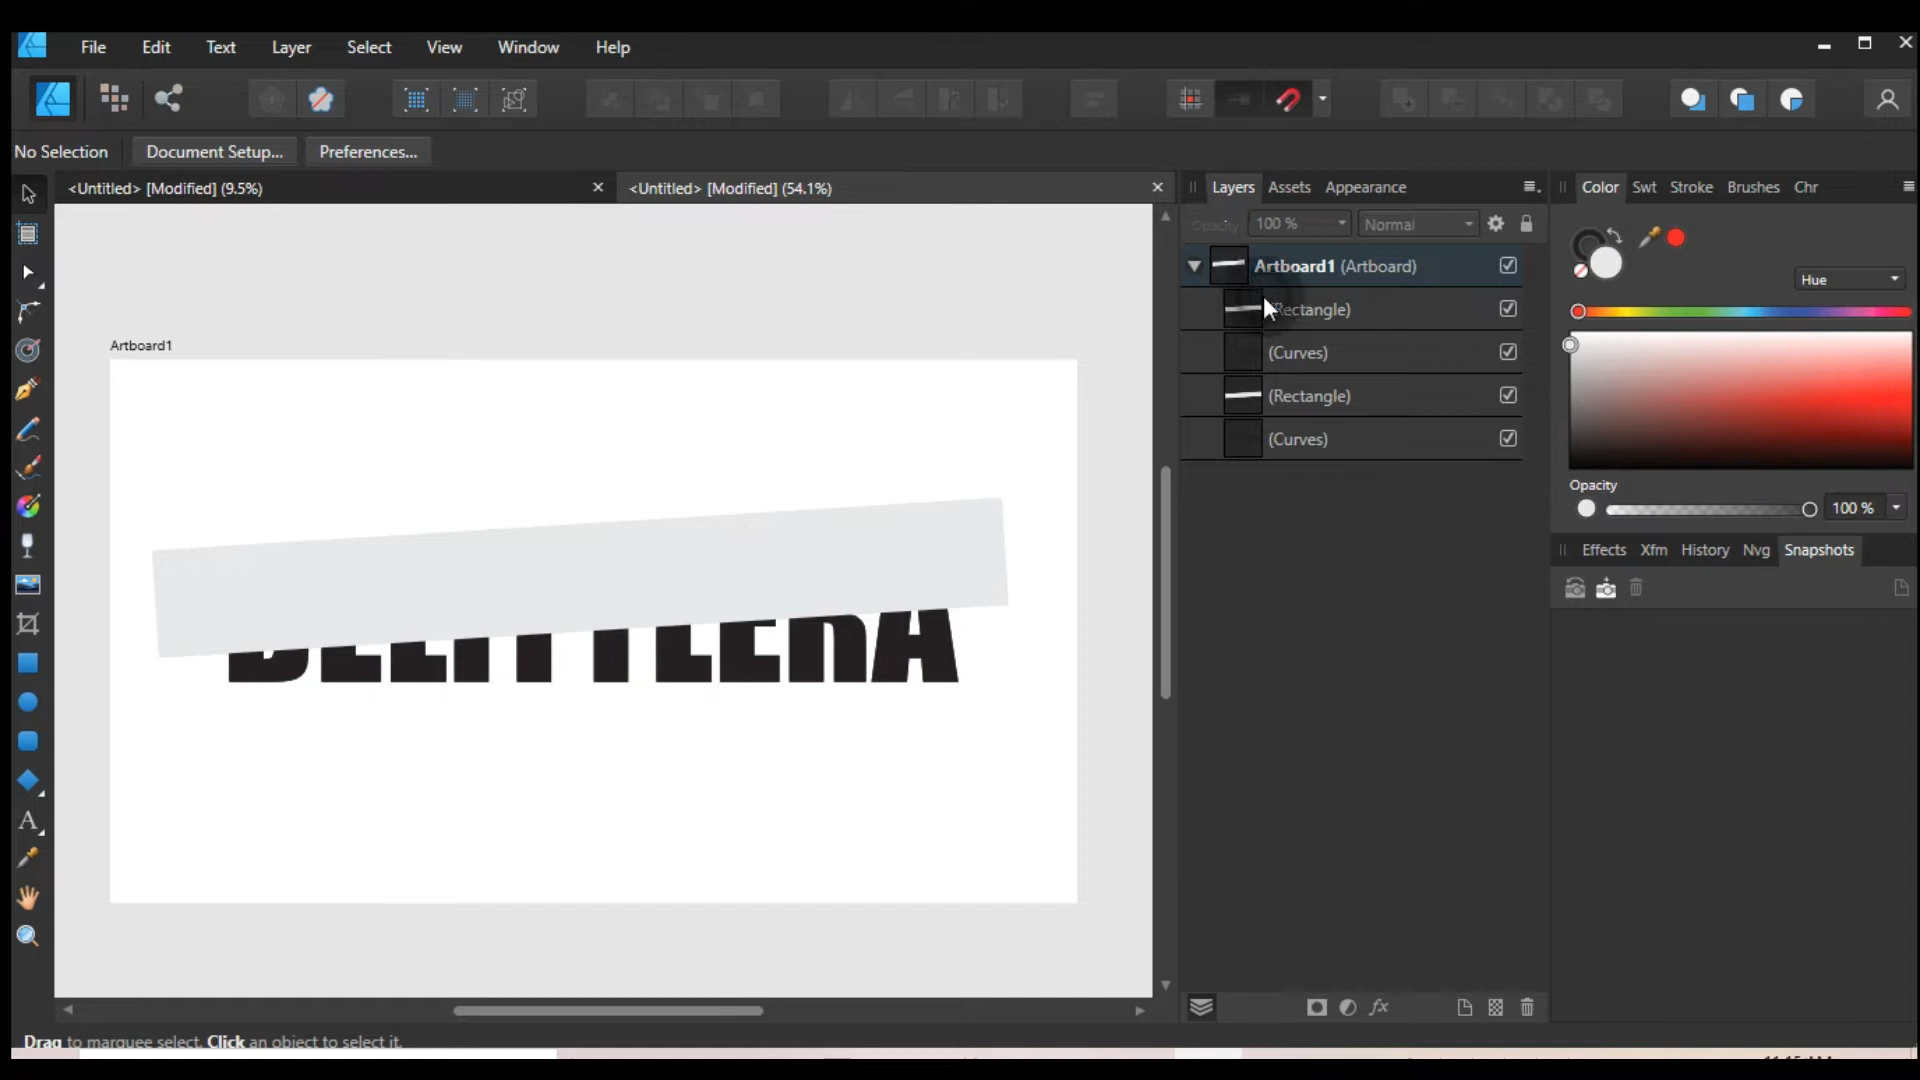 File Edit Text Layer Select View Window Help
No Selection Document Setup... Preferences...
<Untitled> [Modified] (9.5%) <Untitled> [Modified] (54.1%)
Layers Assets Appearance
Color Swt Stroke Brushes Chr
Opacity: 100 % Normal
Artboard1 (Artboard)
(Rectangle)
(Curves)
(Rectangle)
(Curves)
Hue
Opacity
100 %
Effects Xfm History Nvg Snapshots
Artboard1
Drag to marquee select. Click an object to select it.